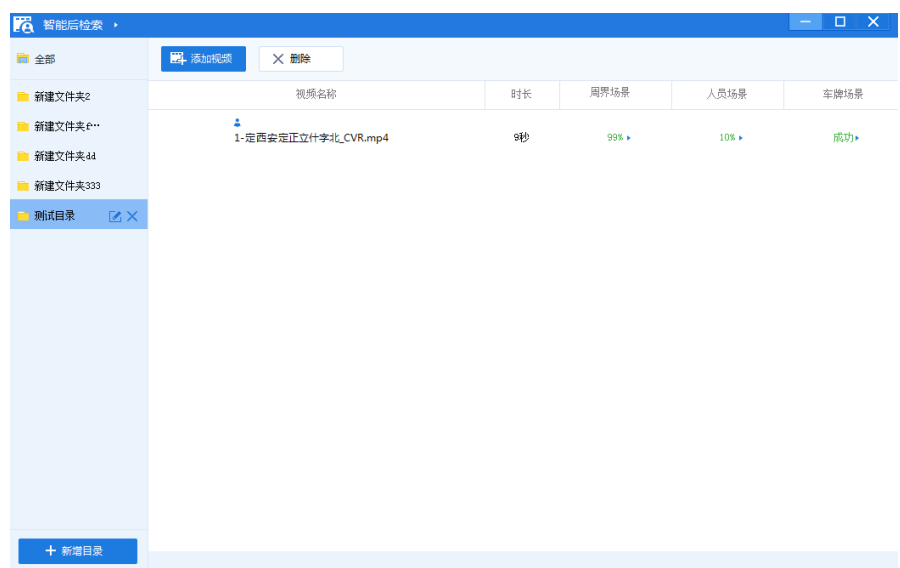 智能后检索
全部
添加视频
删除
新建文件夹2
新建文件夹f…
新建文件夹dd
新建文件夹333
测试目录
视频名称 时长 周界场景 人员场景 车牌场景
1-定西安定正立什字北_CVR.mp4 9秒 99% 10% 成功
新增目录